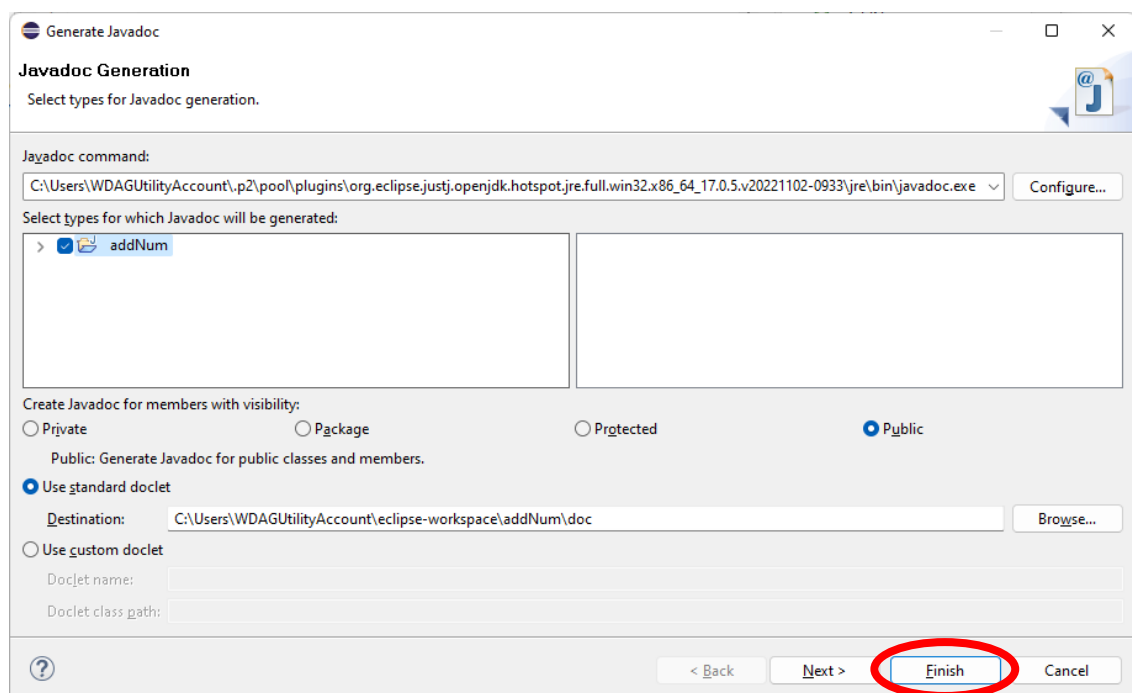 Generate Javadoc
Javadoc Generation
Select types for Javadoc generation.
@J
Javadoc command:
C:\Users\WDAGUtilityAccount\.p2\pool\plugins\org.eclipse.justj.openjdk.hotspot.jre.full.win32.x86_64_17.0.5.v20221102-0933\jre\bin\javadoc.exe Configure...
Select types for which Javadoc will be generated:
addNum
Create Javadoc for members with visibility:
Private Package Protected Public
Public: Generate Javadoc for public classes and members.
Use standard doclet
Destination: C:\Users\WDAGUtilityAccount\eclipse-workspace\addNum\doc Browse...
Use custom doclet
Doclet name:
Doclet class path:
? < Back Next > Finish Cancel